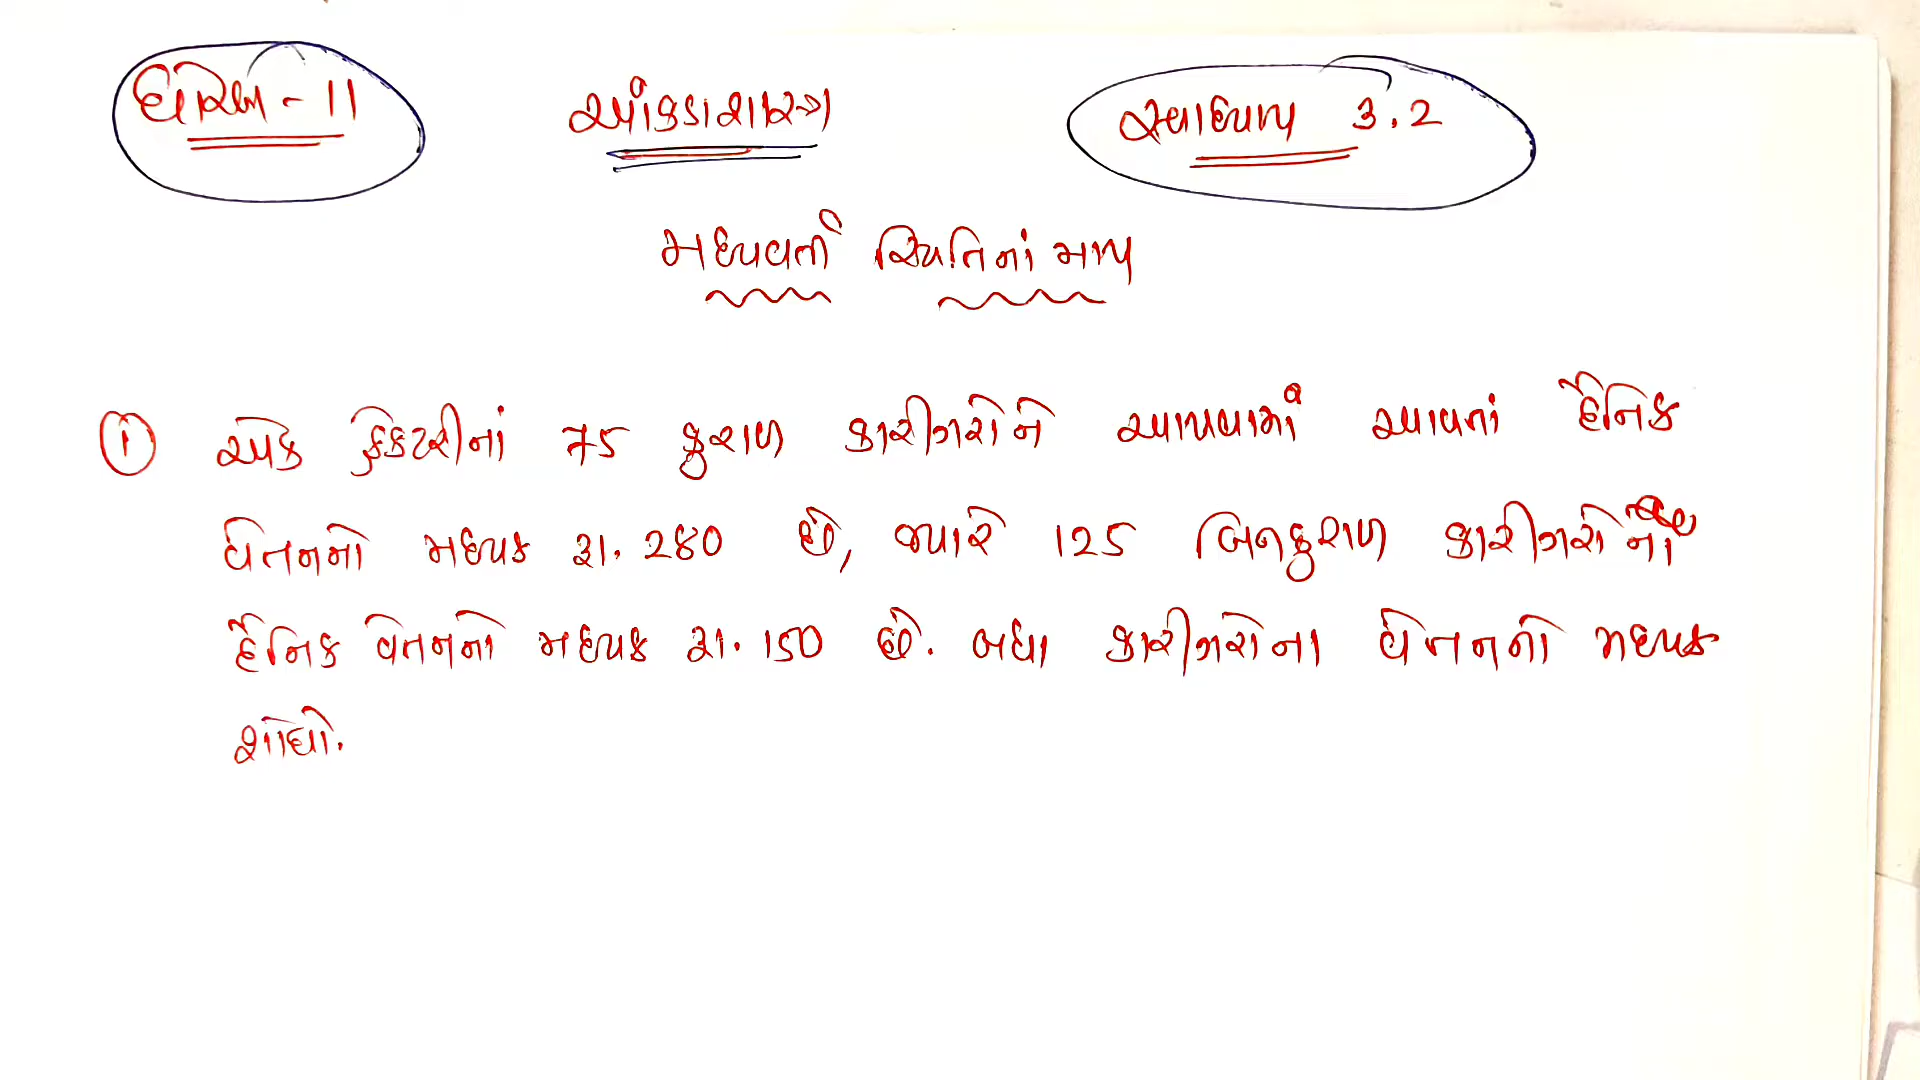 ધોરણ - 11 આંકડાશાસ્ત્ર સ્વાધ્યાય 3.2
મધ્યવર્તી સ્થિતિનાં માપ
① એક ફેકટરીનાં 75 કુશળ કારીગરોને આપવામાં આવતાં દૈનિક
વેતનનો મધ્યક રૂા. 280 છે, જ્યારે 125 બિનકુશળ કારીગરોનાં
દૈનિક વેતનનો મધ્યક રૂા. 150 છે. બધા કારીગરોના વેતનનો મધ્યક
શોધો.